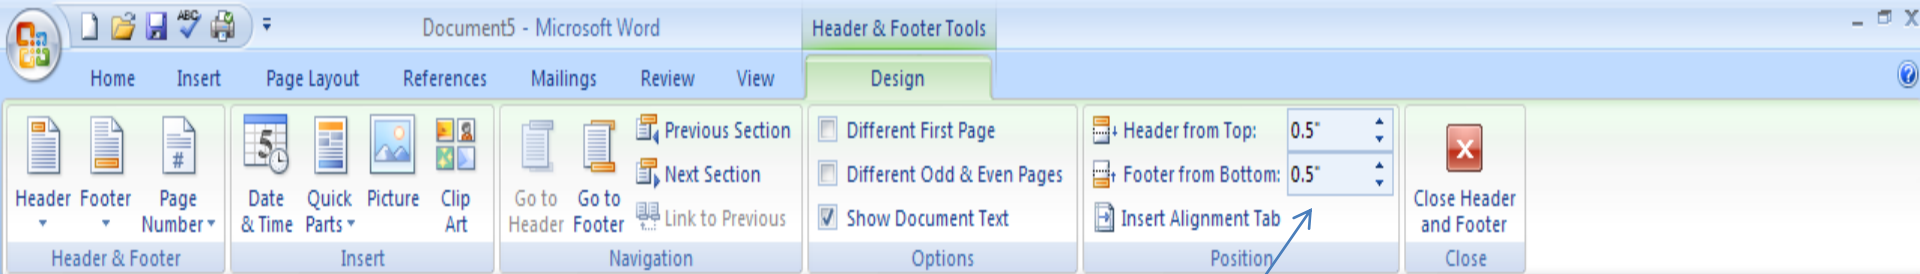 Document5 - Microsoft Word
Header & Footer Tools
Home Insert Page Layout References Mailings Review View Design
Header
Footer
Page
Number
Header & Footer
Date
& Time
Quick
Parts
Picture
Clip
Art
Insert
Go to
Header
Go to
Footer
Previous Section
Next Section
Link to Previous
Navigation
Different First Page
Different Odd & Even Pages
Show Document Text
Options
Header from Top: 0.5"
Footer from Bottom: 0.5"
Insert Alignment Tab
Position
Close Header
and Footer
Close
ABC
#
5